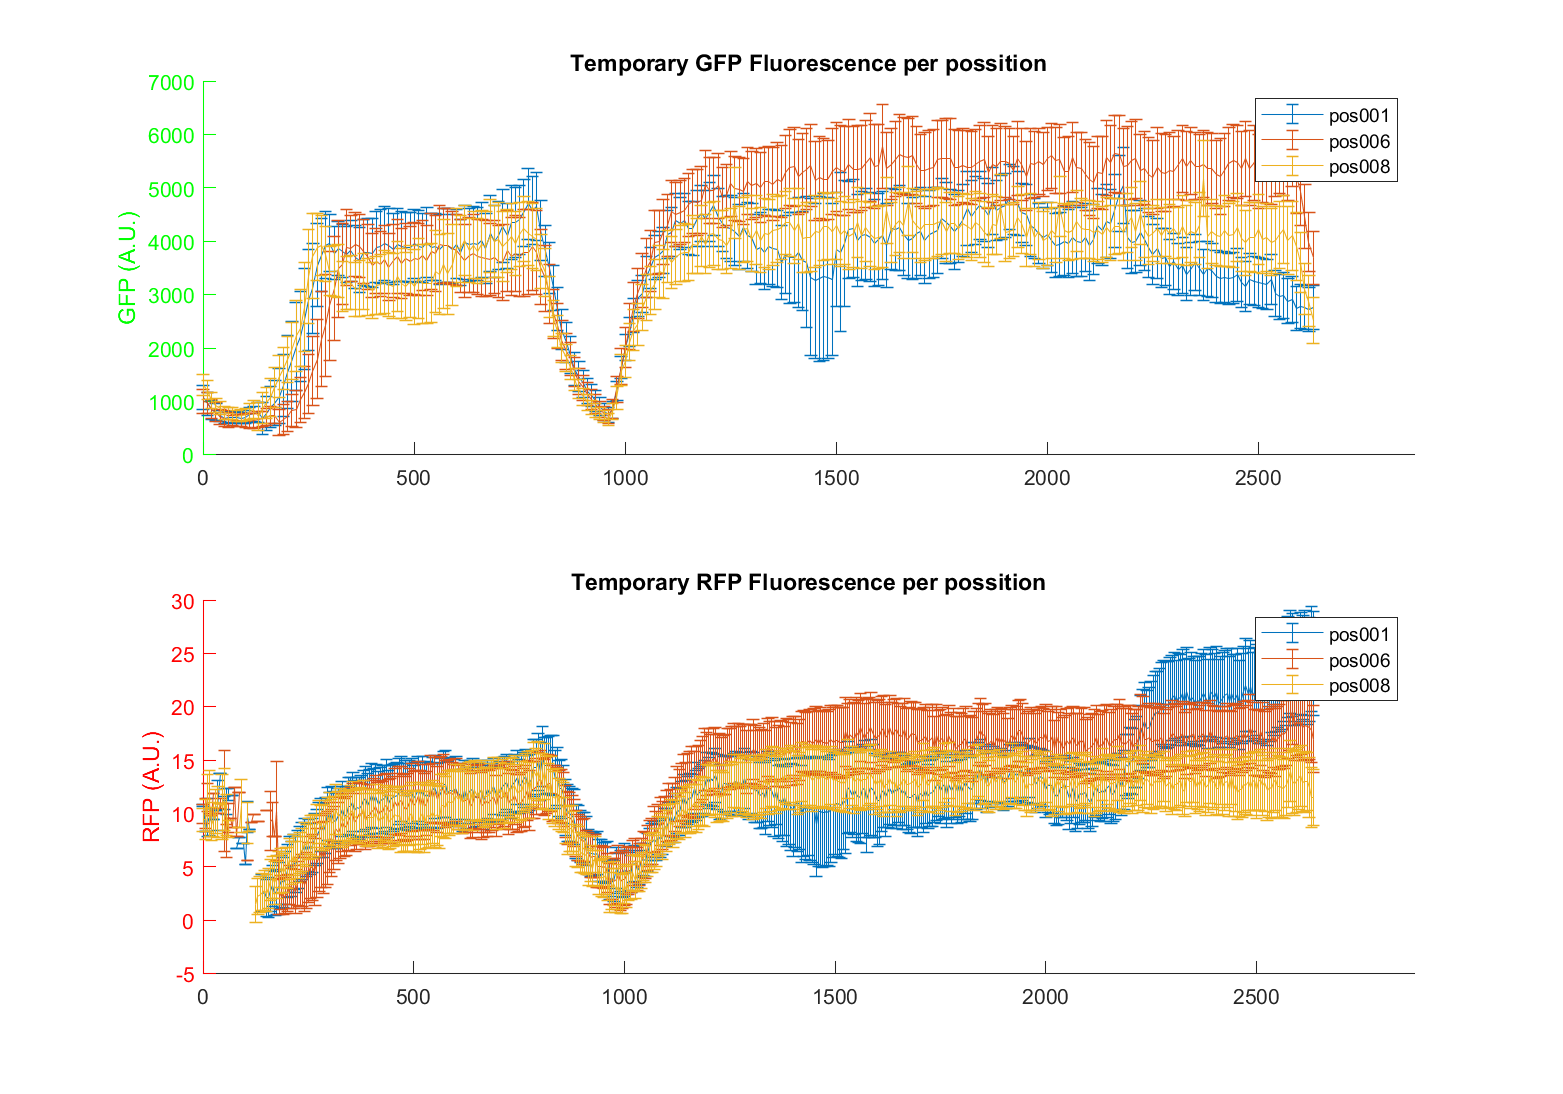 Temporary GFP Fluorescence per possition
7000
6000
5000
4000
3000
2000
1000
0
GFP (A.U.)
pos001
pos006
pos008
0 500 1000 1500 2000 2500
Temporary RFP Fluorescence per possition
30
25
20
15
10
5
0
-5
RFP (A.U.)
pos001
pos006
pos008
0 500 1000 1500 2000 2500